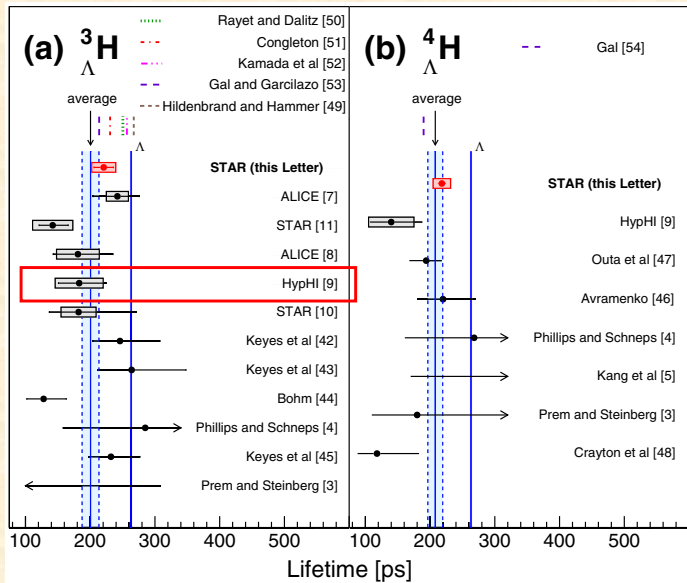 (a) ³H
Λ
Rayet and Dalitz [50]
Congleton [51]
Kamada et al [52]
Gal and Garcilazo [53]
Hildenbrand and Hammer [49]
average
Λ
STAR (this Letter)
ALICE [7]
STAR [11]
ALICE [8]
HypHI [9]
STAR [10]
Keyes et al [42]
Keyes et al [43]
Bohm [44]
Phillips and Schneps [4]
Keyes et al [45]
Prem and Steinberg [3]
100 200 300 400 500
(b) ⁴H
Λ
Gal [54]
average
Λ
STAR (this Letter)
HypHI [9]
Outa et al [47]
Avramenko [46]
Phillips and Schneps [4]
Kang et al [5]
Prem and Steinberg [3]
Crayton et al [48]
100 200 300 400 500
Lifetime [ps]